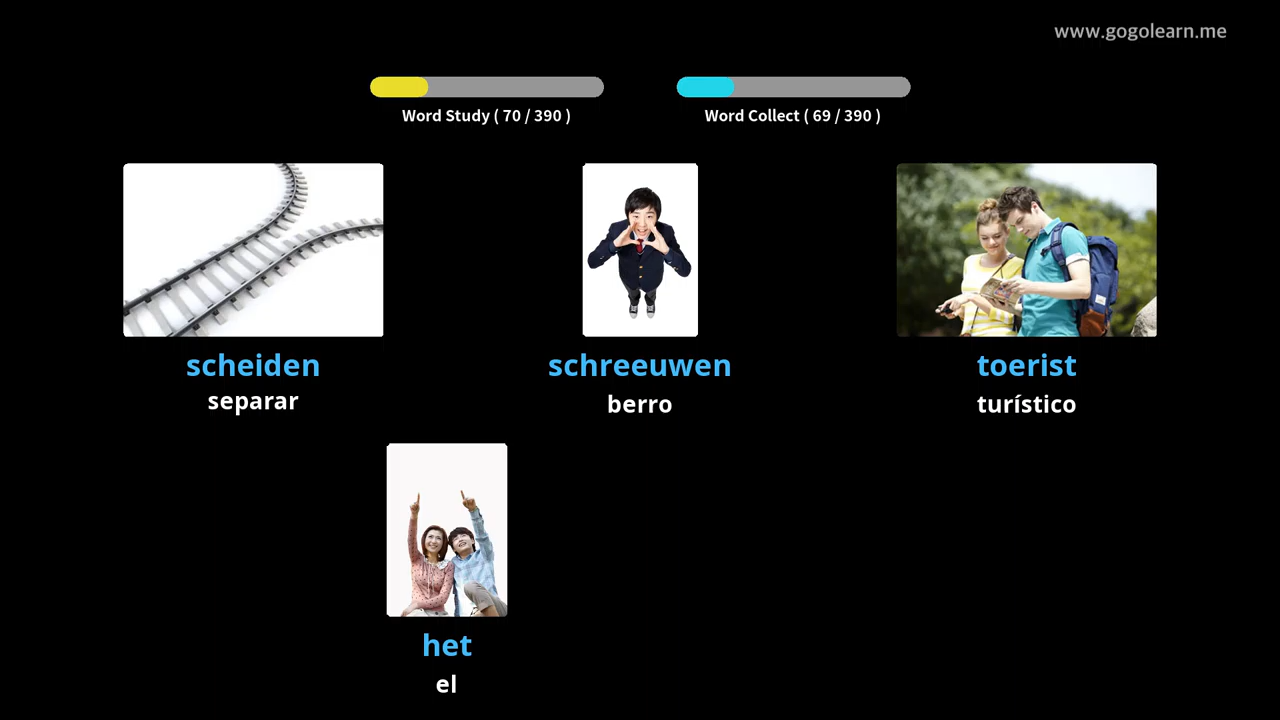 www.gogolearn.me
Word Study ( 70 / 390 )
Word Collect ( 69 / 390 )
scheiden
separar
schreeuwen
berro
toerist
turístico
het
el